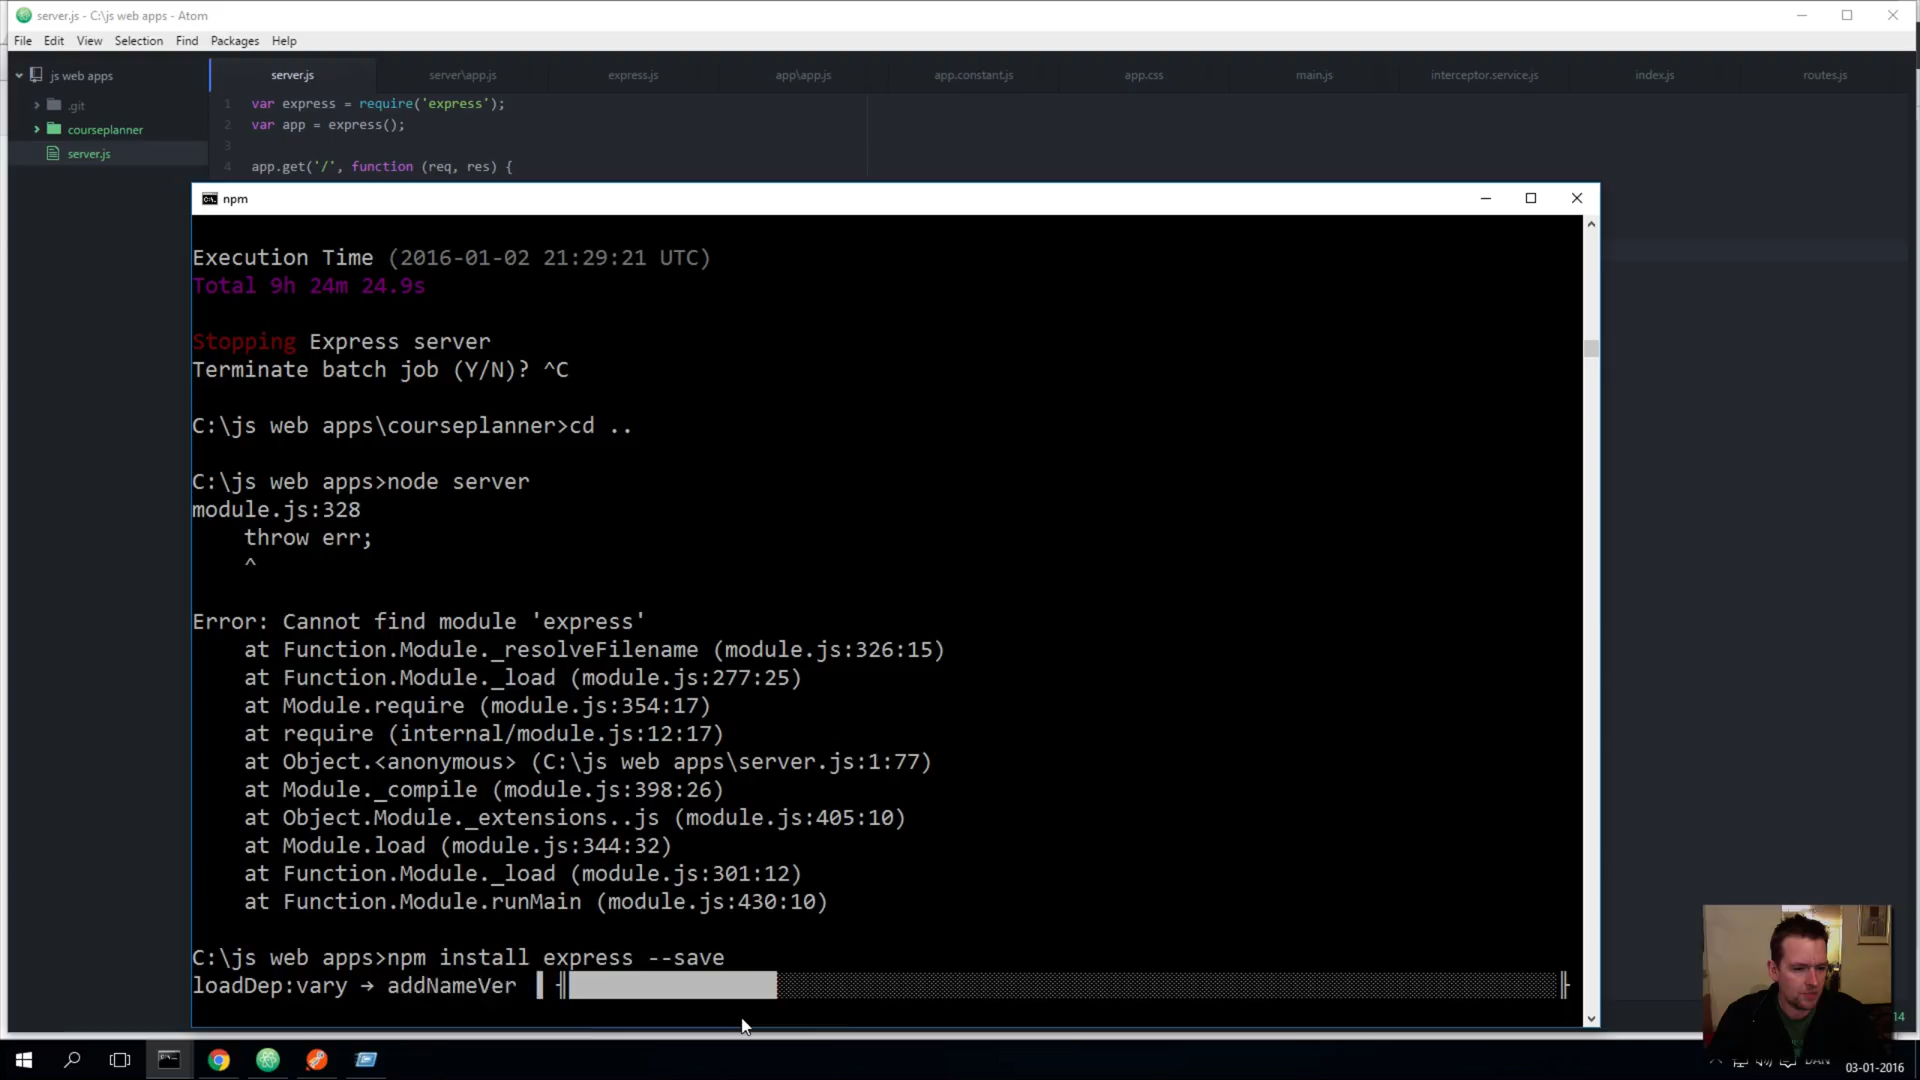 server.js - C:\js web apps - Atom
File Edit View Selection Find Packages Help
js web apps
.git
courseplanner
server.js
server.js server\app.js express.js app\app.js app.constant.js app.css main.js interceptor.service.js index.js routes.js
1 var express = require('express');
2 var app = express();
3
4 app.get('/', function (req, res) {
npm
Execution Time (2016-01-02 21:29:21 UTC)
Total 9h 24m 24.9s
Stopping Express server
Terminate batch job (Y/N)? ^C
C:\js web apps\courseplanner>cd ..
C:\js web apps>node server
module.js:328
throw err;
^
Error: Cannot find module 'express'
at Function.Module._resolveFilename (module.js:326:15)
at Function.Module._load (module.js:277:25)
at Module.require (module.js:354:17)
at require (internal/module.js:12:17)
at Object.<anonymous> (C:\js web apps\server.js:1:77)
at Module._compile (module.js:398:26)
at Object.Module._extensions..js (module.js:405:10)
at Module.load (module.js:344:32)
at Function.Module._load (module.js:301:12)
at Function.Module.runMain (module.js:430:10)
C:\js web apps>npm install express --save
loadDep:vary → addNameVer
14
DAN
03-01-2016